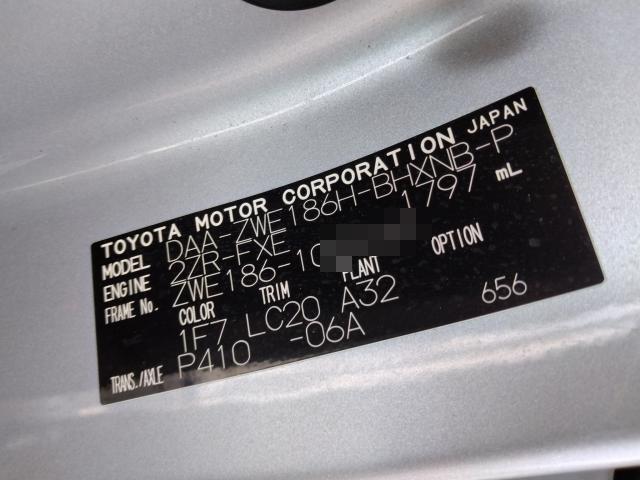 TOYOTA MOTOR CORPORATION JAPAN
MODEL DAA-ZWE186H-BHXNB-P
ENGINE 2ZR-FXE 1797 mL
FRAME No. ZWE186-10
COLOR TRIM PLANT OPTION
1F7 LC20 A32
TRANS./AXLE P410 -06A 656